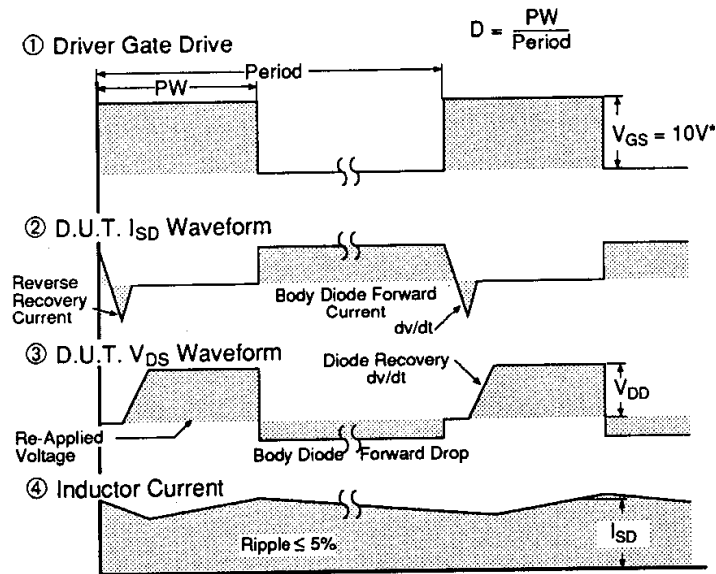 ① Driver Gate Drive
D = PW
Period
Period
PW
V_GS = 10V*
② D.U.T. I_SD Waveform
Reverse
Recovery
Current
Body Diode Forward
Current
dv/dt
③ D.U.T. V_DS Waveform
Diode Recovery
dv/dt
V_DD
Re-Applied
Voltage
Body Diode Forward Drop
④ Inductor Current
Ripple ≤ 5%
I_SD